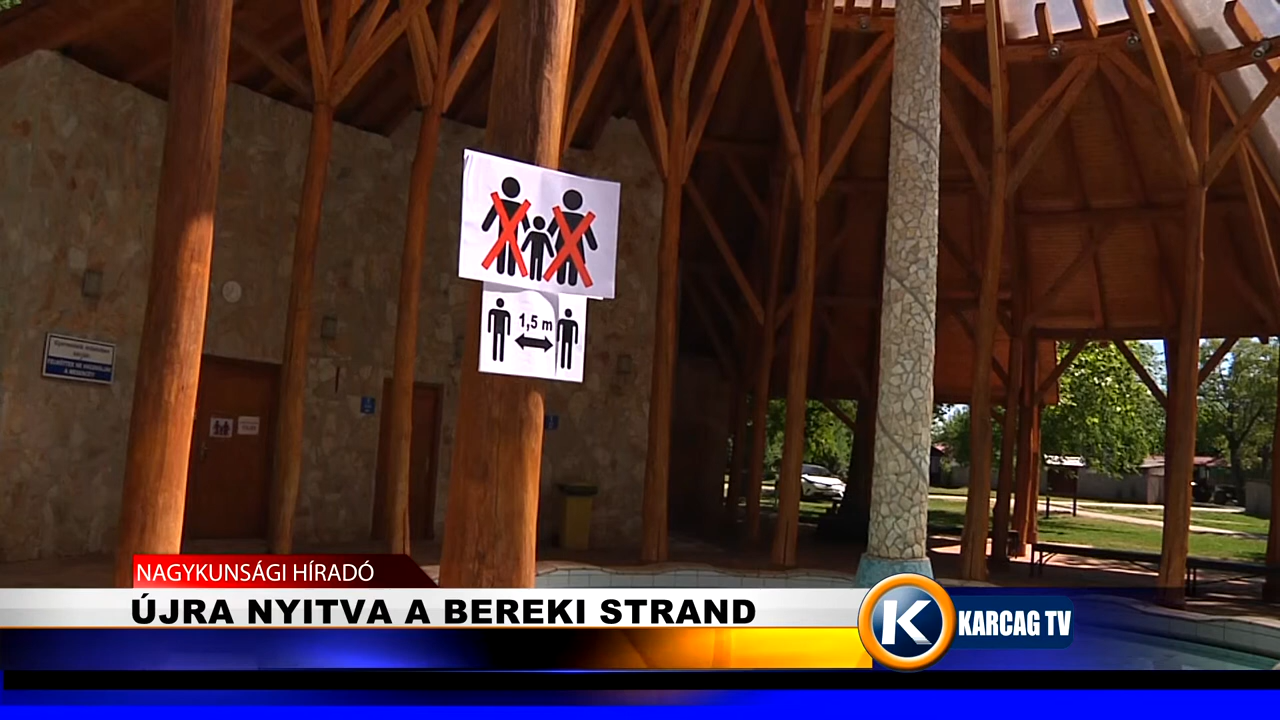 1,5 m
NAGYKUNSÁGI HÍRADÓ
ÚJRA NYITVA A BEREKI STRAND
K
KARCAG TV